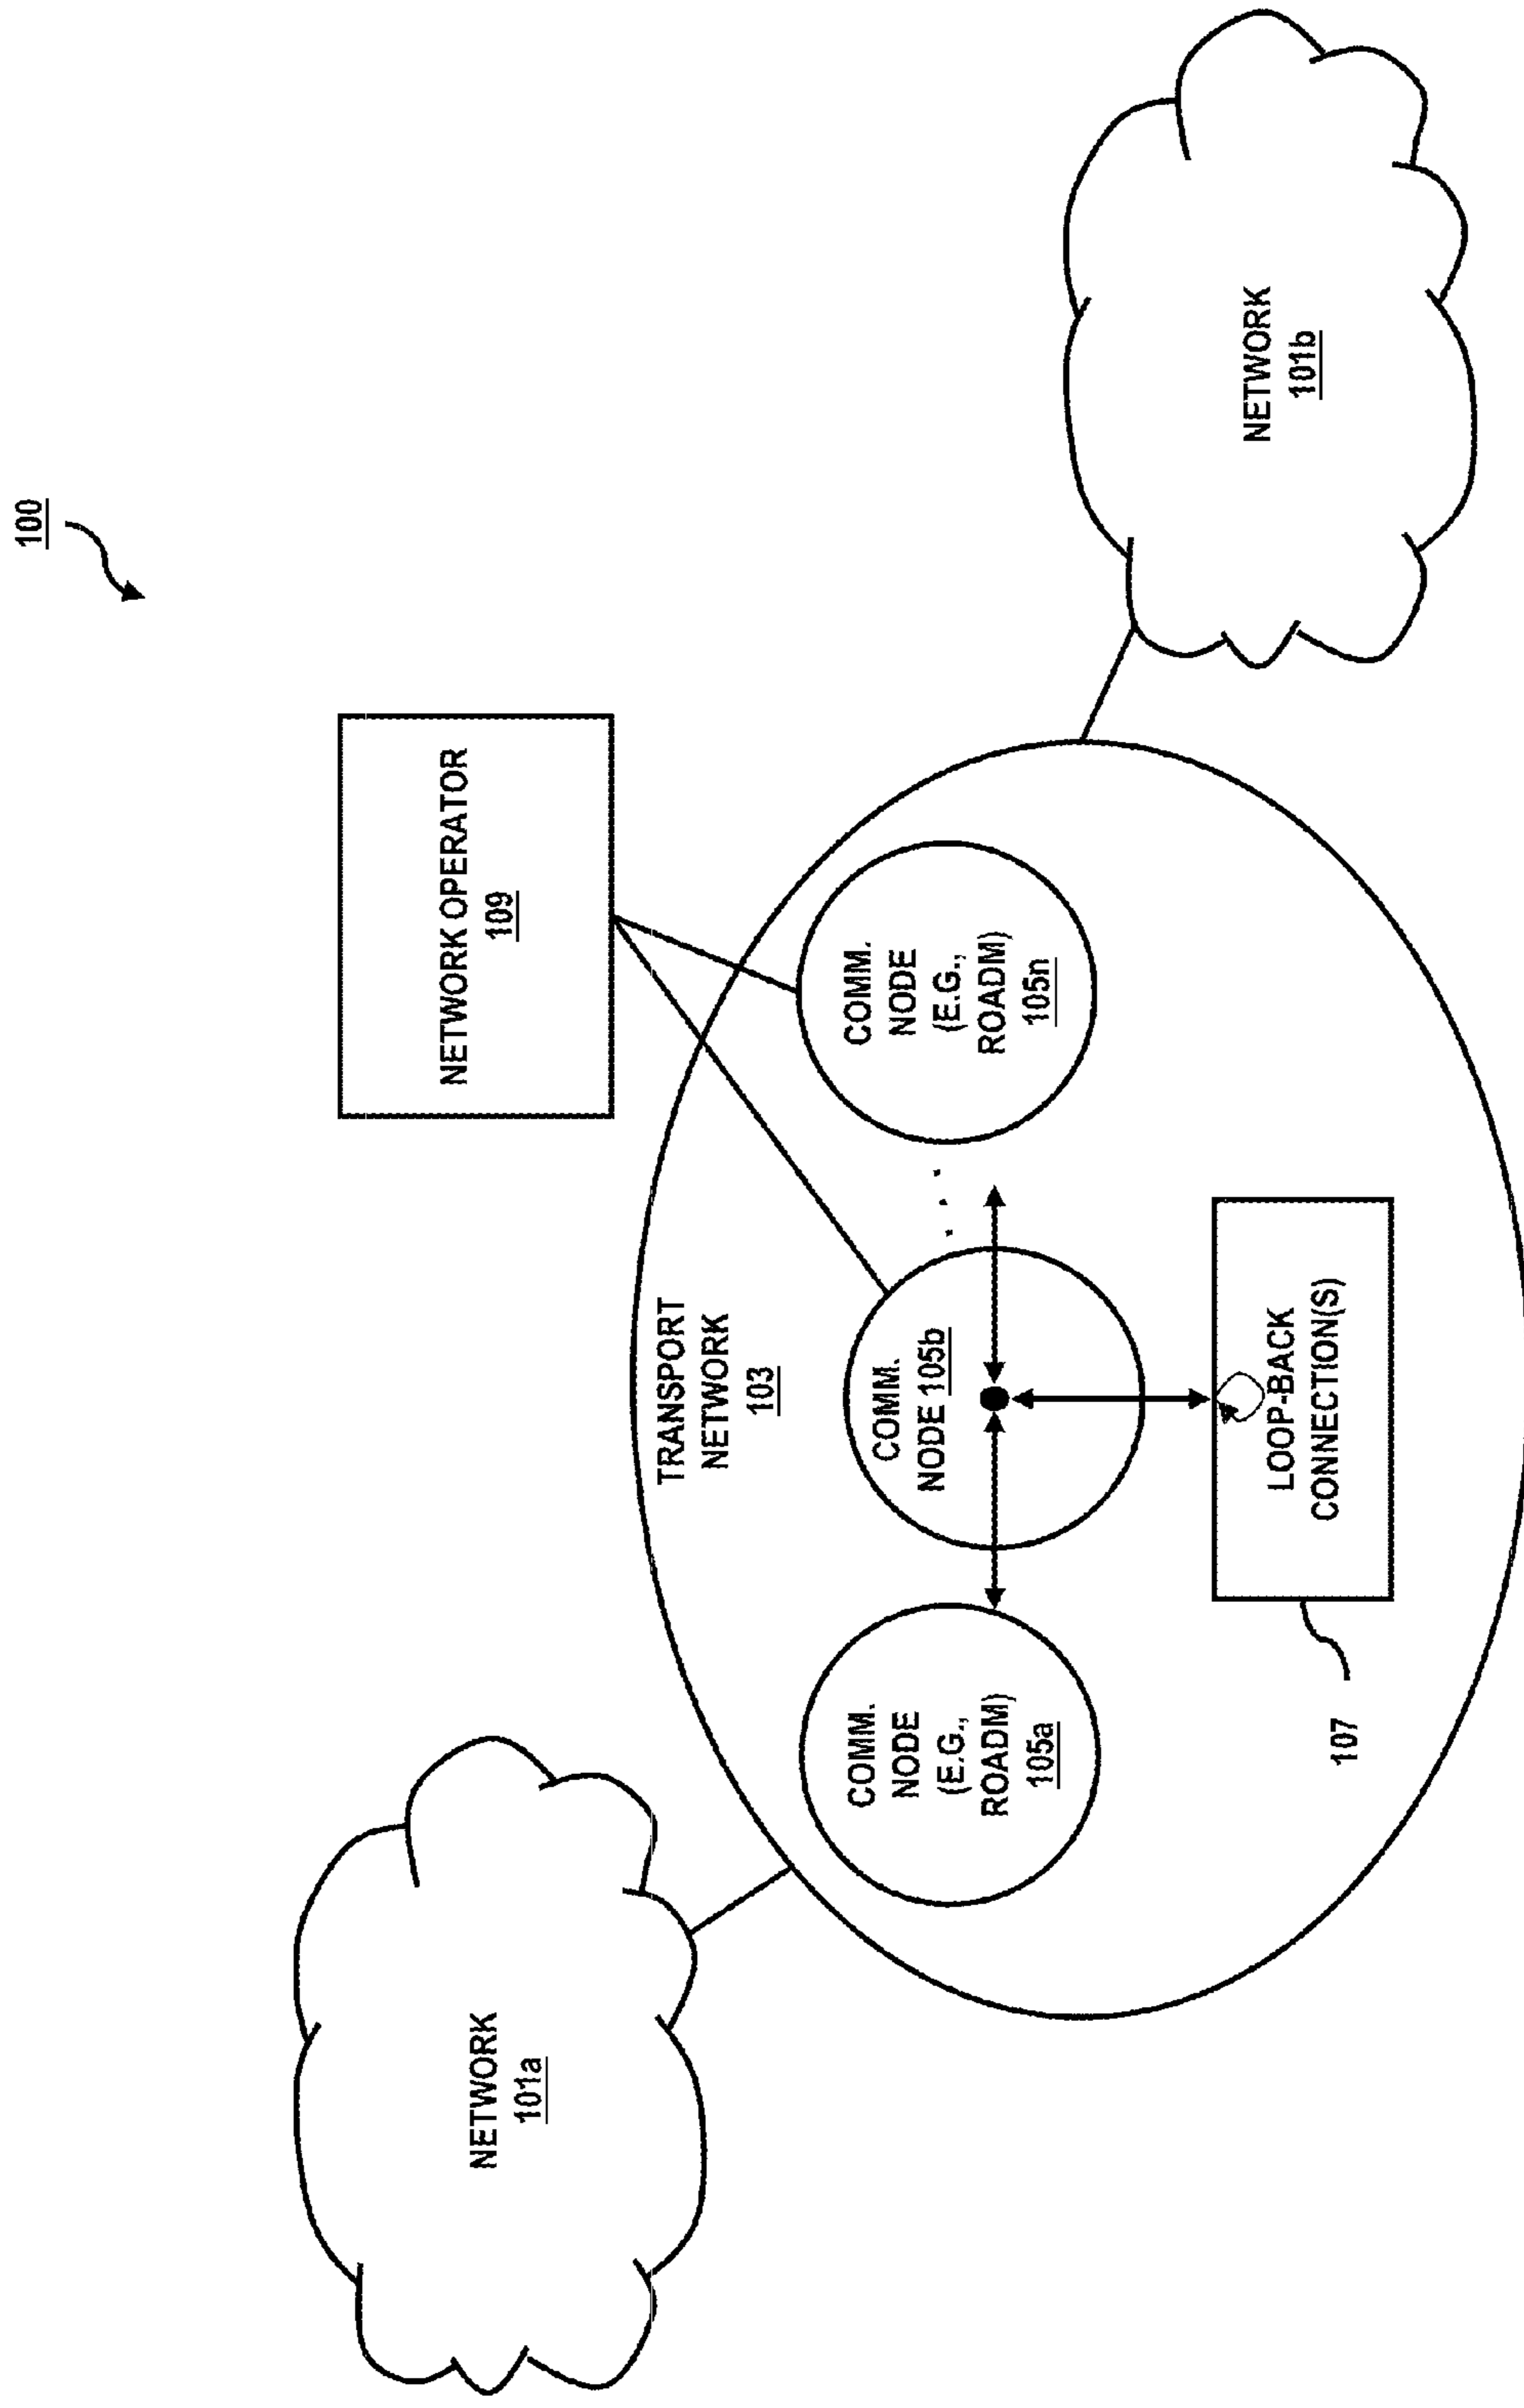 100
NETWORK OPERATOR
109
NETWORK
101a
TRANSPORT
NETWORK
103
COMM.
NODE
(E.G.,
ROADM)
105a
COMM.
NODE 105b
. . .
COMM.
NODE
(E.G.,
ROADM)
105n
NETWORK
101b
LOOP-BACK
CONNECTION(S)
107